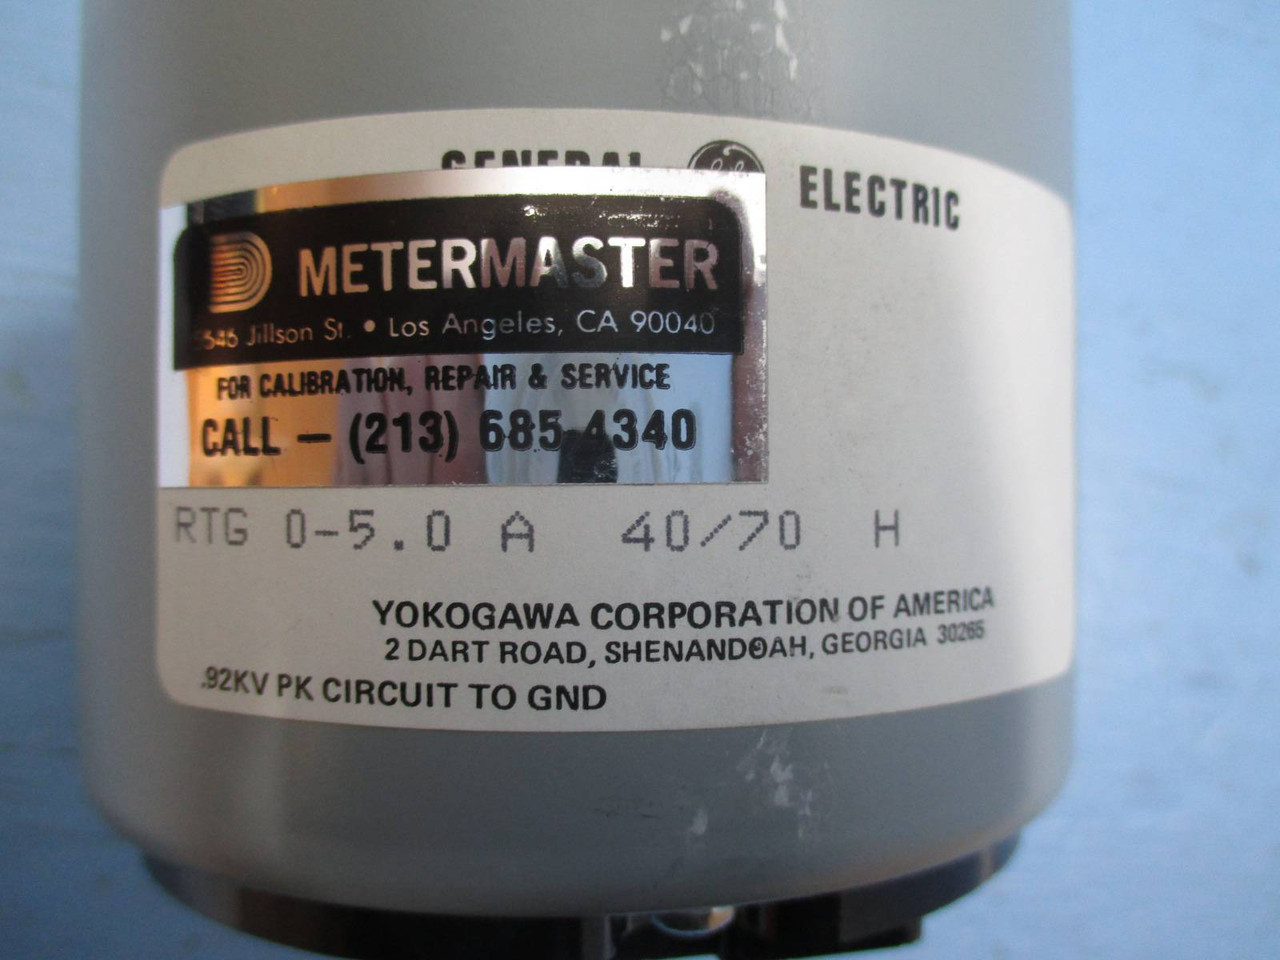 GENERAL ELECTRIC
METERMASTER
Jillson St. • Los Angeles, CA 90040
FOR CALIBRATION, REPAIR & SERVICE
CALL – (213) 685-4340
RTG 0-5.0 A 40/70 H
YOKOGAWA CORPORATION OF AMERICA
2 DART ROAD, SHENANDOAH, GEORGIA 30265
.92KV PK CIRCUIT TO GND